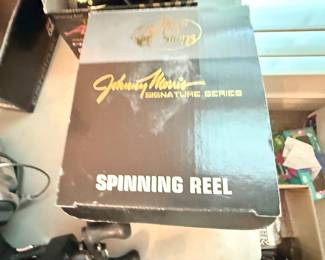 Johnny Morris
SIGNATURE SERIES
SPINNING REEL